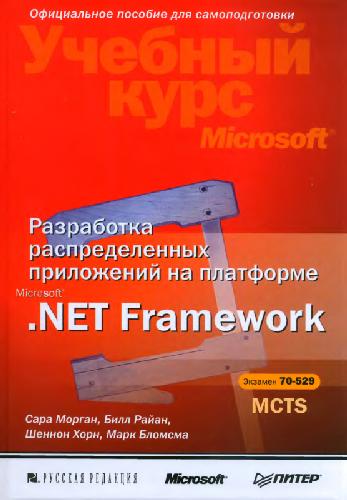 Официальное пособие для самоподготовки
Учебный
курс
Microsoft®
Разработка
распределенных
приложений на платформе
Microsoft®
.NET Framework
Экзамен 70-529
MCTS
Сара Морган, Билл Райан,
Шеннон Хорн, Марк Бломсма
РУССКАЯ РЕДАКЦИЯ
Microsoft®
ПИТЕР®